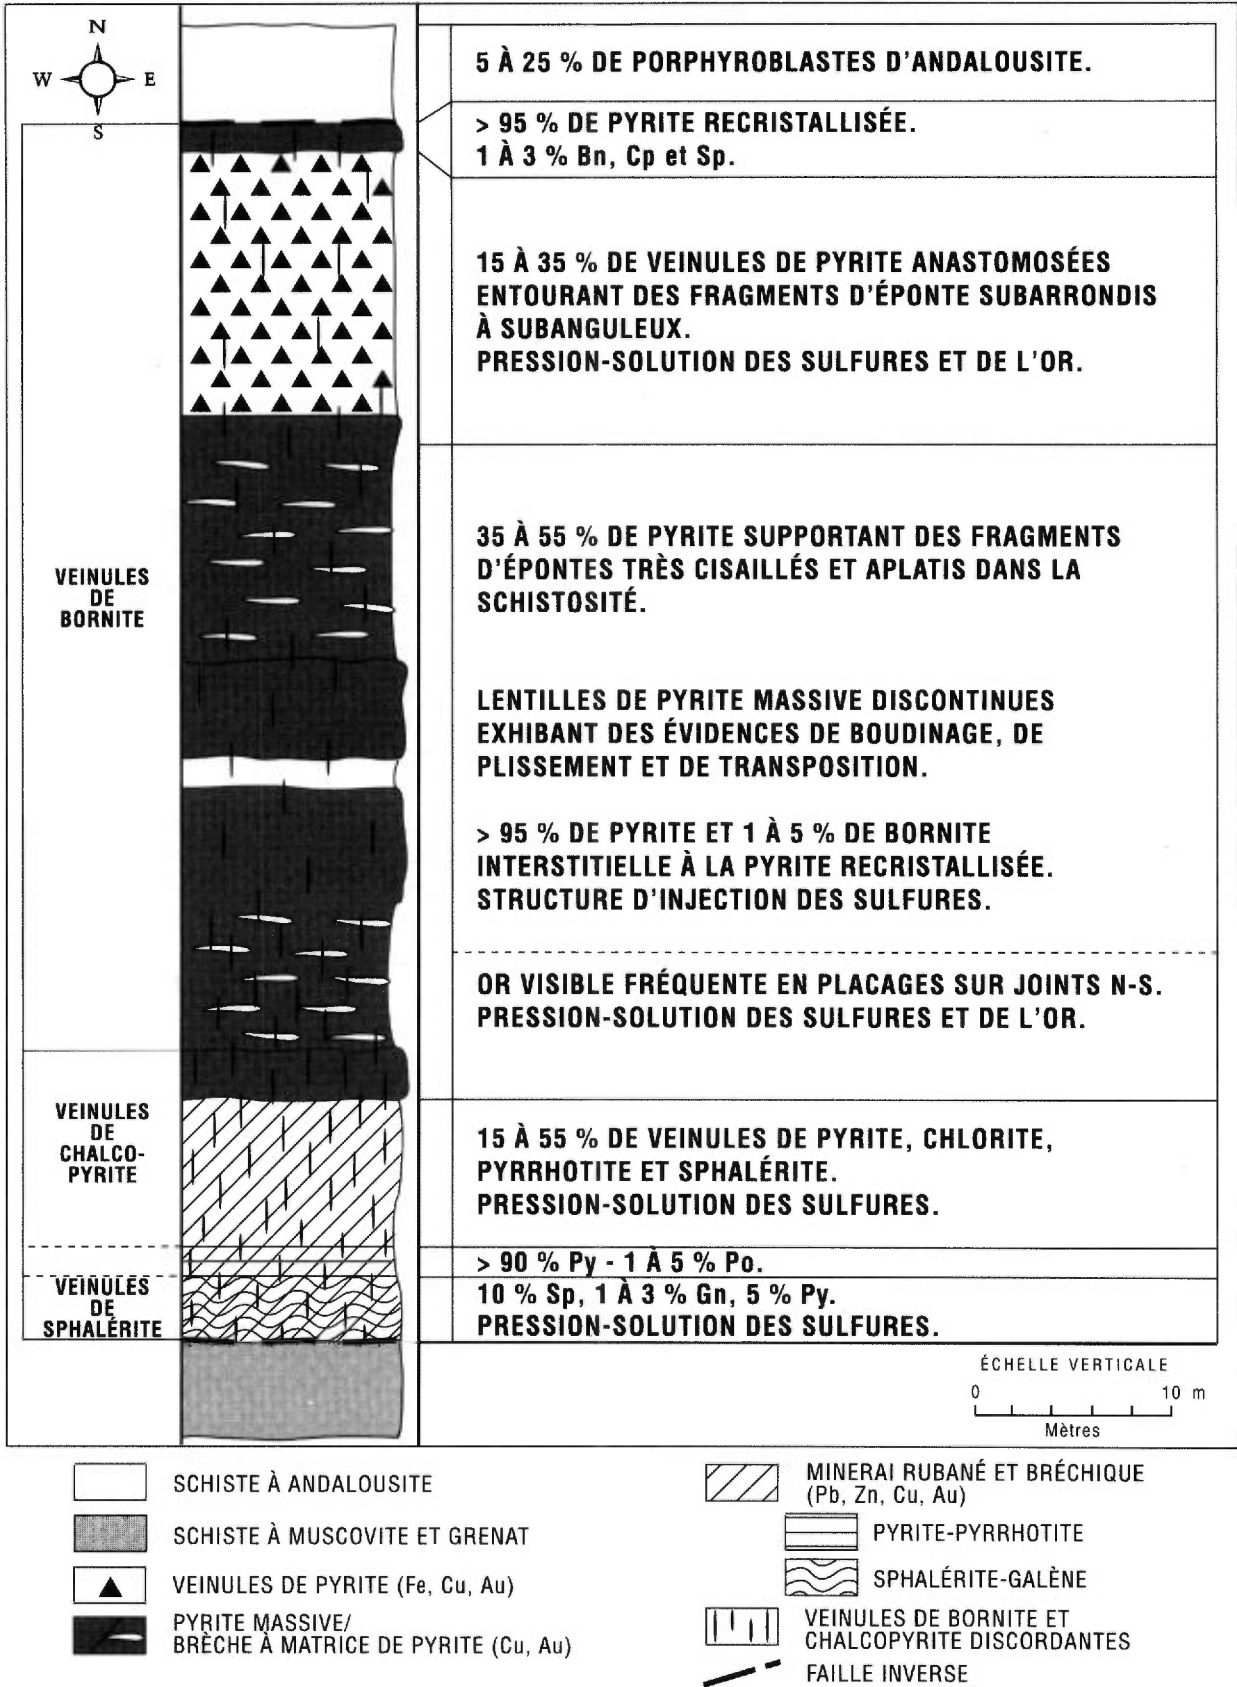 N
W E
S
5 À 25 % DE PORPHYROBLASTES D'ANDALOUSITE.
> 95 % DE PYRITE RECRISTALLISÉE.
1 À 3 % Bn, Cp et Sp.
15 À 35 % DE VEINULES DE PYRITE ANASTOMOSÉES
ENTOURANT DES FRAGMENTS D'ÉPONTE SUBARRONDIS
À SUBANGULEUX.
PRESSION-SOLUTION DES SULFURES ET DE L'OR.
VEINULES
DE
BORNITE
35 À 55 % DE PYRITE SUPPORTANT DES FRAGMENTS
D'ÉPONTES TRÈS CISAILLÉS ET APLATIS DANS LA
SCHISTOSITÉ.
LENTILLES DE PYRITE MASSIVE DISCONTINUES
EXHIBANT DES ÉVIDENCES DE BOUDINAGE, DE
PLISSEMENT ET DE TRANSPOSITION.
> 95 % DE PYRITE ET 1 À 5 % DE BORNITE
INTERSTITIELLE À LA PYRITE RECRISTALLISÉE.
STRUCTURE D'INJECTION DES SULFURES.
OR VISIBLE FRÉQUENTE EN PLACAGES SUR JOINTS N-S.
PRESSION-SOLUTION DES SULFURES ET DE L'OR.
VEINULES
DE
CHALCO-
PYRITE
15 À 55 % DE VEINULES DE PYRITE, CHLORITE,
PYRRHOTITE ET SPHALÉRITE.
PRESSION-SOLUTION DES SULFURES.
> 90 % Py - 1 À 5 % Po.
VEINULES
DE
SPHALÉRITE
10 % Sp, 1 À 3 % Gn, 5 % Py.
PRESSION-SOLUTION DES SULFURES.
ÉCHELLE VERTICALE
0 10 m
Mètres
SCHISTE À ANDALOUSITE
SCHISTE À MUSCOVITE ET GRENAT
VEINULES DE PYRITE (Fe, Cu, Au)
PYRITE MASSIVE/
BRÈCHE À MATRICE DE PYRITE (Cu, Au)
MINERAI RUBANÉ ET BRÉCHIQUE
(Pb, Zn, Cu, Au)
PYRITE-PYRRHOTITE
SPHALÉRITE-GALÈNE
VEINULES DE BORNITE ET
CHALCOPYRITE DISCORDANTES
FAILLE INVERSE